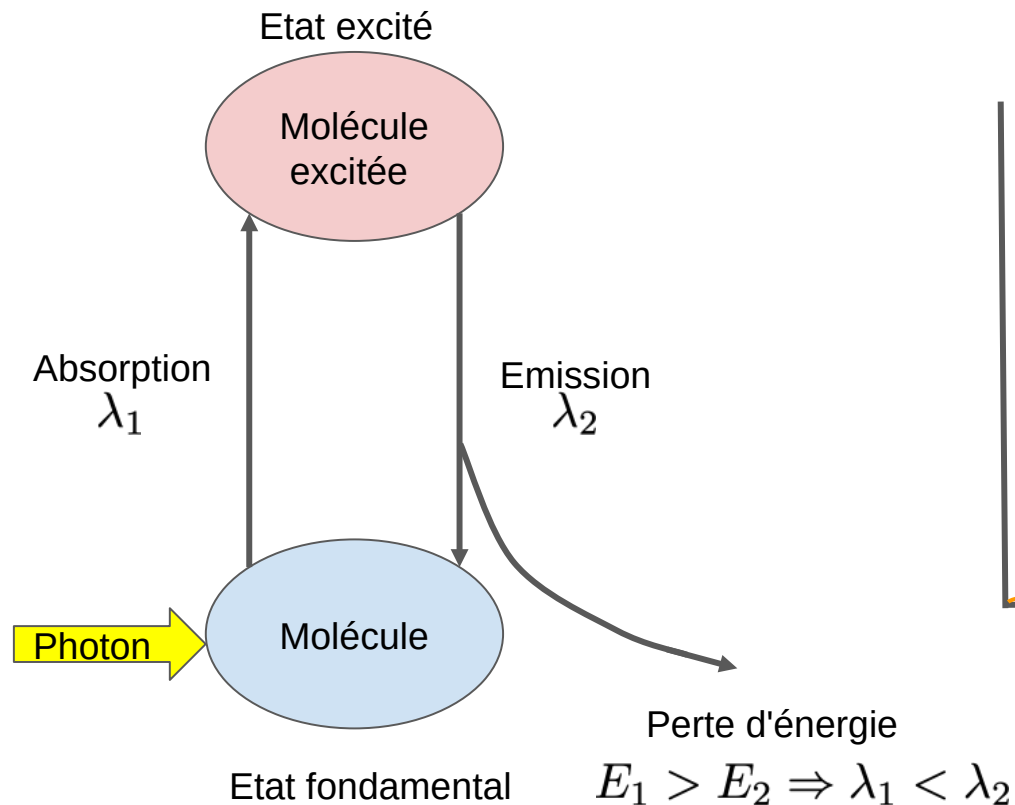 Etat excité
Molécule
excitée
Absorption
λ₁
Emission
λ₂
Photon
Molécule
Perte d'énergie
Etat fondamental
E₁ > E₂ ⇒ λ₁ < λ₂